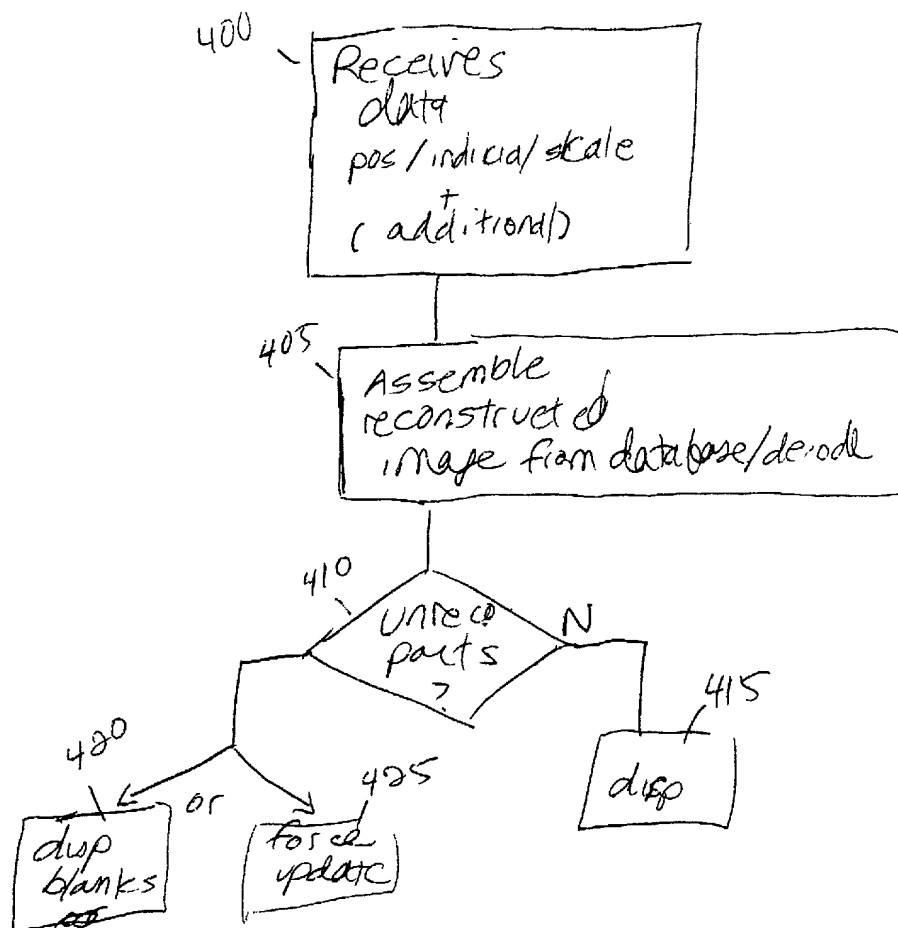 400
Receives
data
pos/indicia/scale
+
(additional)
405
Assemble
reconstructed
image from database/decode
410
unreco
parts
?
N
415
disp
420
or
425
disp
blanks
force
update